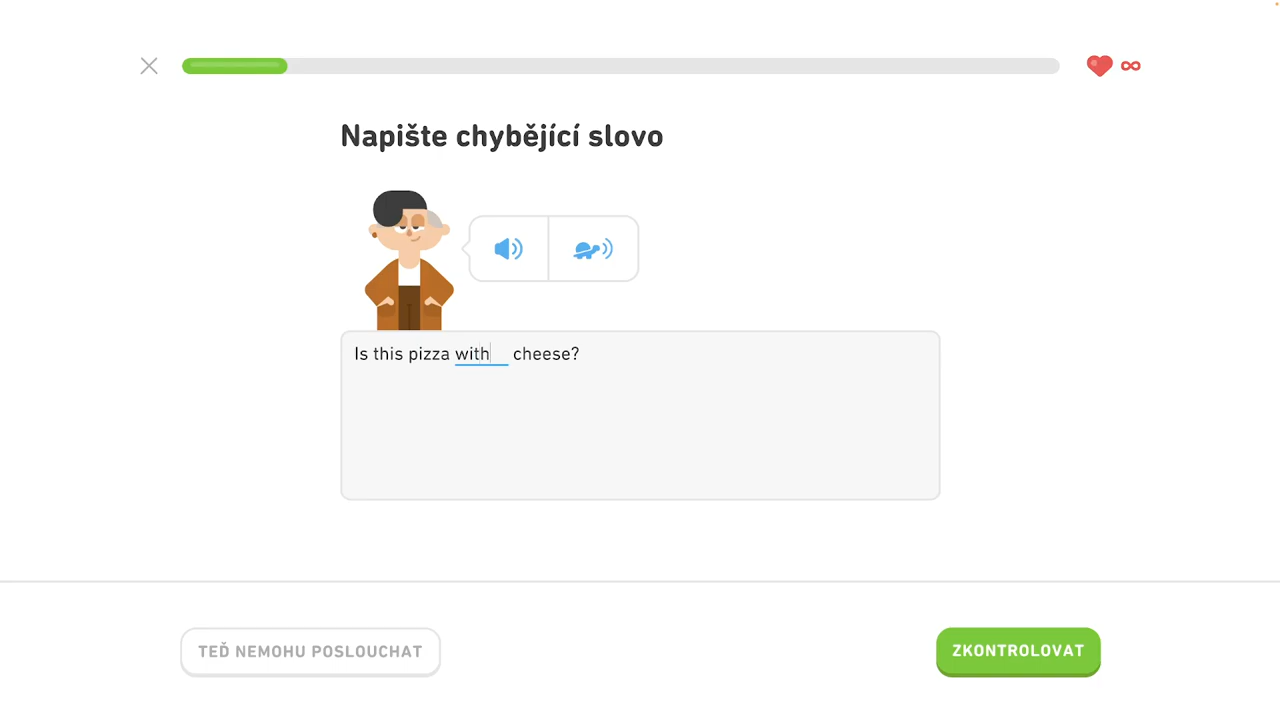 Napište chybějící slovo
Is this pizza with cheese?
TEĎ NEMOHU POSLOUCHAT
ZKONTROLOVAT